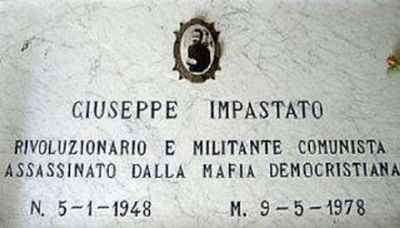 GIUSEPPE IMPASTATO
RIVOLUZIONARIO E MILITANTE COMUNISTA
ASSASSINATO DALLA MAFIA DEMOCRISTIANA
N. 5-1-1948 M. 9-5-1978